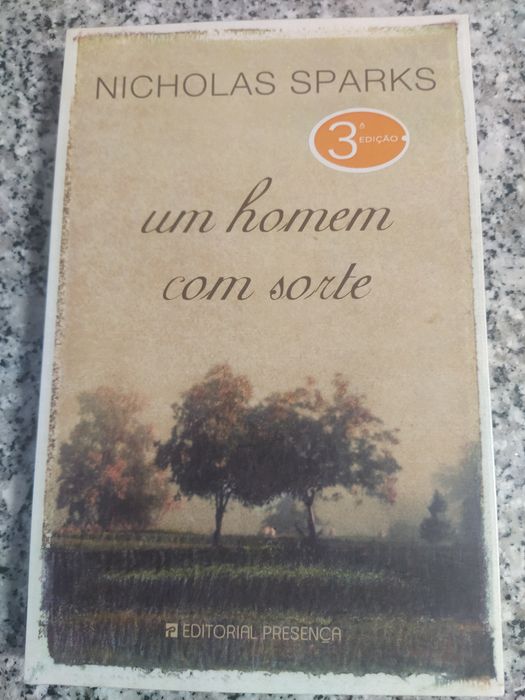 NICHOLAS SPARKS
3ª EDIÇÃO
um homem
com sorte
EDITORIAL PRESENÇA